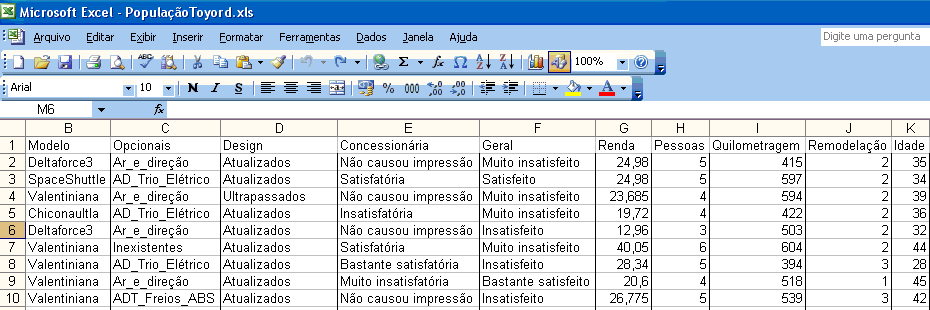 Microsoft Excel - PopulaçãoToyord.xls
Arquivo Editar Exibir Inserir Formatar Ferramentas Dados Janela Ajuda Digite uma pergunta
100%
Arial 10 N I S % 000
M6 fx
B C D E F G H I J K
1 Modelo Opcionais Design Concessionária Geral Renda Pessoas Quilometragem Remodelação Idade
2 Deltaforce3 Ar_e_direção Atualizados Não causou impressão Muito insatisfeito 24,98 5 415 2 35
3 SpaceShuttle AD_Trio_Elétrico Atualizados Satisfatória Satisfeito 24,98 5 597 2 34
4 Valentiniana Ar_e_direção Ultrapassados Não causou impressão Muito insatisfeito 23,685 4 594 2 39
5 Chiconaultla AD_Trio_Elétrico Atualizados Insatisfatória Muito insatisfeito 19,72 4 422 2 36
6 Deltaforce3 Ar_e_direção Atualizados Não causou impressão Insatisfeito 12,96 3 503 2 32
7 Valentiniana Inexistentes Atualizados Satisfatória Muito insatisfeito 40,05 6 604 2 44
8 Valentiniana AD_Trio_Elétrico Atualizados Bastante satisfatória Insatisfeito 28,34 5 394 3 28
9 Valentiniana Ar_e_direção Atualizados Muito insatisfatória Bastante satisfeito 20,6 4 518 1 45
10 Valentiniana ADT_Freios_ABS Atualizados Não causou impressão Insatisfeito 26,775 5 539 3 42